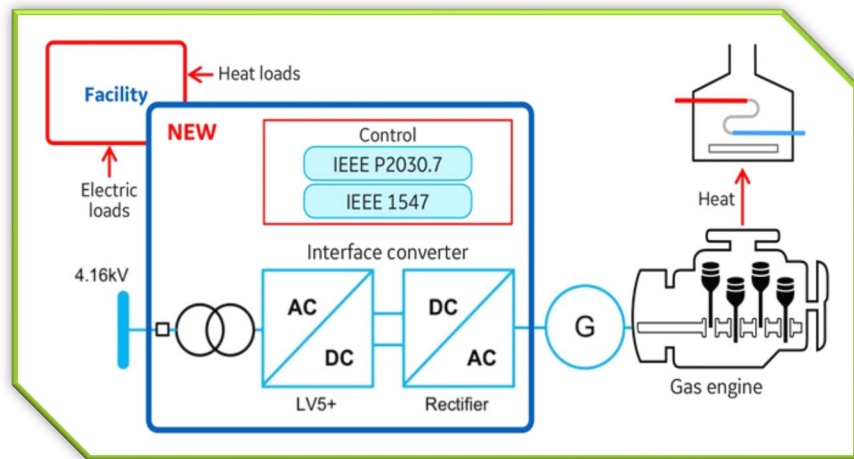 Heat loads
Facility
NEW
Control
IEEE P2030.7
IEEE 1547
Electric
loads
Heat
Interface converter
4.16kV
AC
DC
DC
AC
G
LV5+
Rectifier
Gas engine